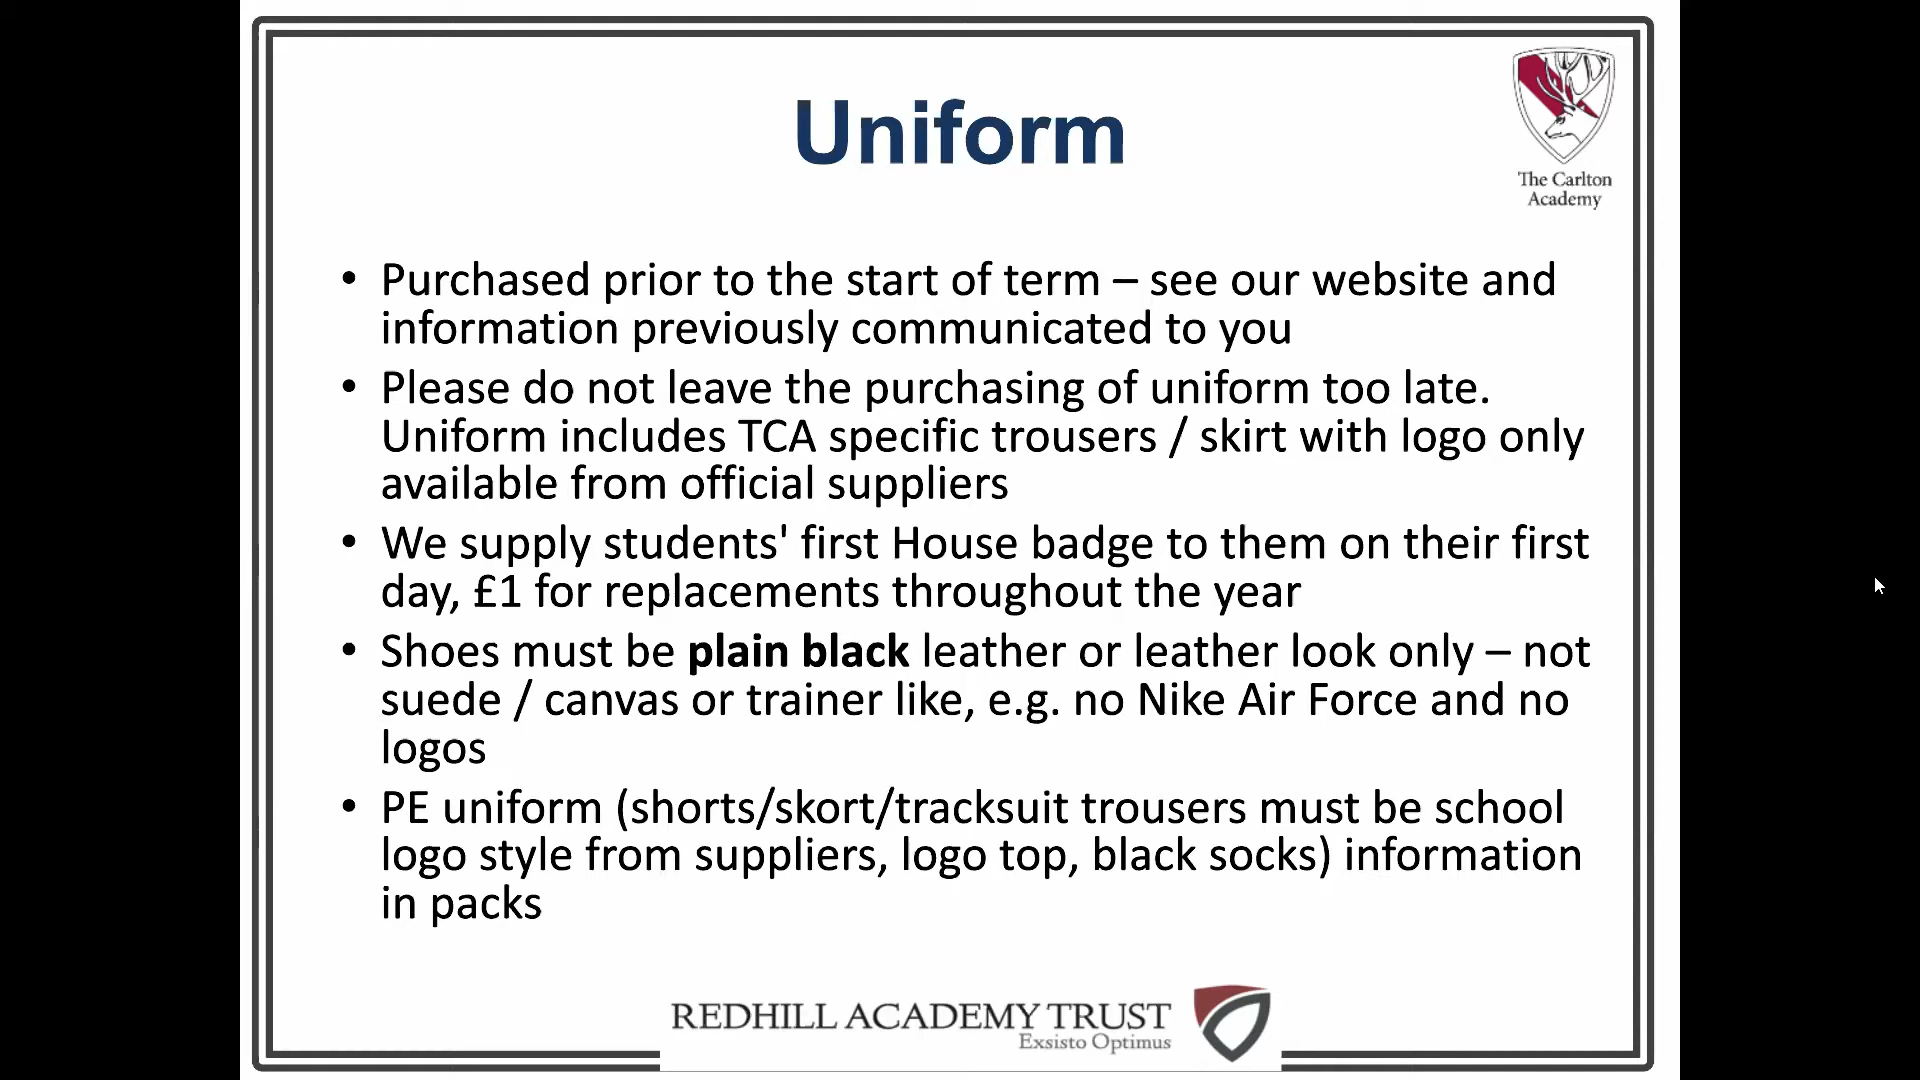 Uniform
The Carlton
Academy
• Purchased prior to the start of term – see our website and
information previously communicated to you
• Please do not leave the purchasing of uniform too late.
Uniform includes TCA specific trousers / skirt with logo only
available from official suppliers
• We supply students' first House badge to them on their first
day, £1 for replacements throughout the year
• Shoes must be plain black leather or leather look only – not
suede / canvas or trainer like, e.g. no Nike Air Force and no
logos
• PE uniform (shorts/skort/tracksuit trousers must be school
logo style from suppliers, logo top, black socks) information
in packs
REDHILL ACADEMY TRUST
Exsisto Optimus